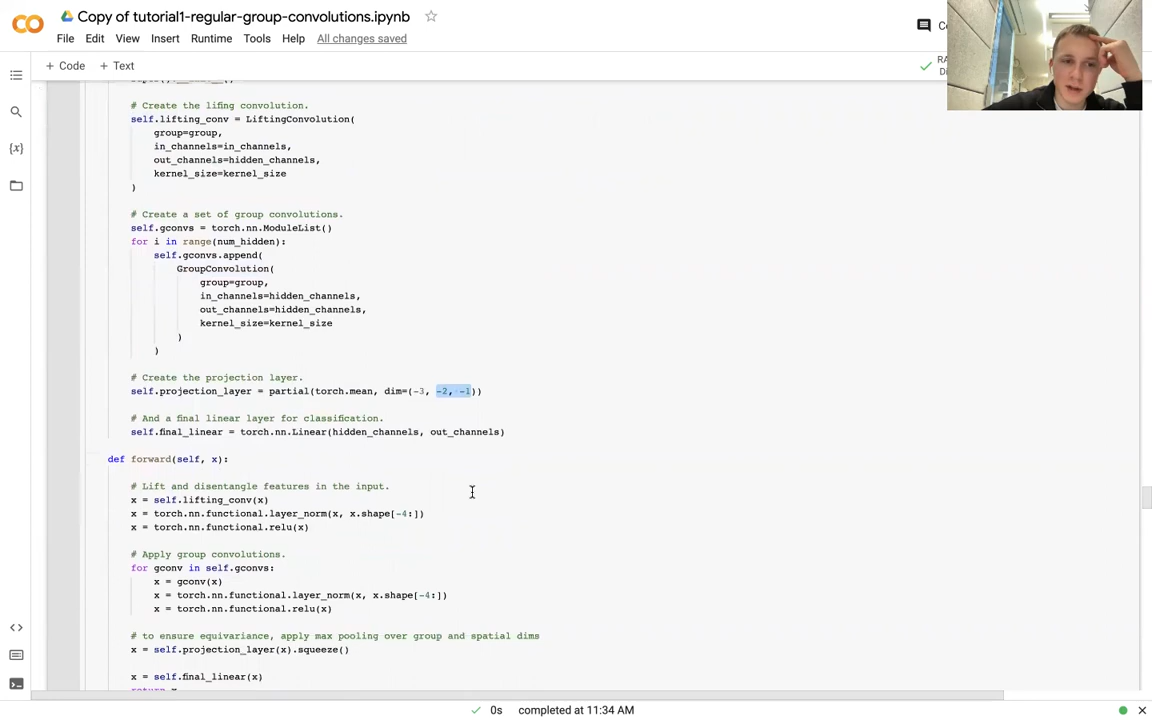 Copy of tutorial1-regular-group-convolutions.ipynb
File Edit View Insert Runtime Tools Help All changes saved
+ Code + Text
# Create the lifing convolution.
self.lifting_conv = LiftingConvolution(
group=group,
in_channels=in_channels,
out_channels=hidden_channels,
kernel_size=kernel_size
)
# Create a set of group convolutions.
self.gconvs = torch.nn.ModuleList()
for i in range(num_hidden):
self.gconvs.append(
GroupConvolution(
group=group,
in_channels=hidden_channels,
out_channels=hidden_channels,
kernel_size=kernel_size
)
)
# Create the projection layer.
self.projection_layer = partial(torch.mean, dim=(-3, -2, -1))
# And a final linear layer for classification.
self.final_linear = torch.nn.Linear(hidden_channels, out_channels)
def forward(self, x):
# Lift and disentangle features in the input.
x = self.lifting_conv(x)
x = torch.nn.functional.layer_norm(x, x.shape[-4:])
x = torch.nn.functional.relu(x)
# Apply group convolutions.
for gconv in self.gconvs:
x = gconv(x)
x = torch.nn.functional.layer_norm(x, x.shape[-4:])
x = torch.nn.functional.relu(x)
# to ensure equivariance, apply max pooling over group and spatial dims
x = self.projection_layer(x).squeeze()
x = self.final_linear(x)
0s completed at 11:34 AM